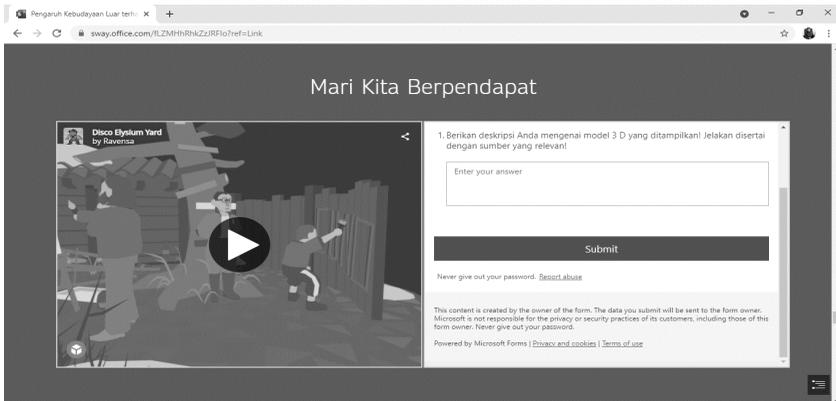 Pengaruh Kebudayaan Luar terha
sway.office.com/fLZMHhRhkZzJRFlo?ref=Link
Mari Kita Berpendapat
Disco Elysium Yard
by Ravensa
1. Berikan deskripsi Anda mengenai model 3 D yang ditampilkan! Jelakan disertai
dengan sumber yang relevan!
Enter your answer
Submit
Never give out your password. Report abuse
This content is created by the owner of the form. The data you submit will be sent to the form owner.
Microsoft is not responsible for the privacy or security practices of its customers, including those of this
form owner. Never give out your password.
Powered by Microsoft Forms | Privacy and cookies | Terms of use